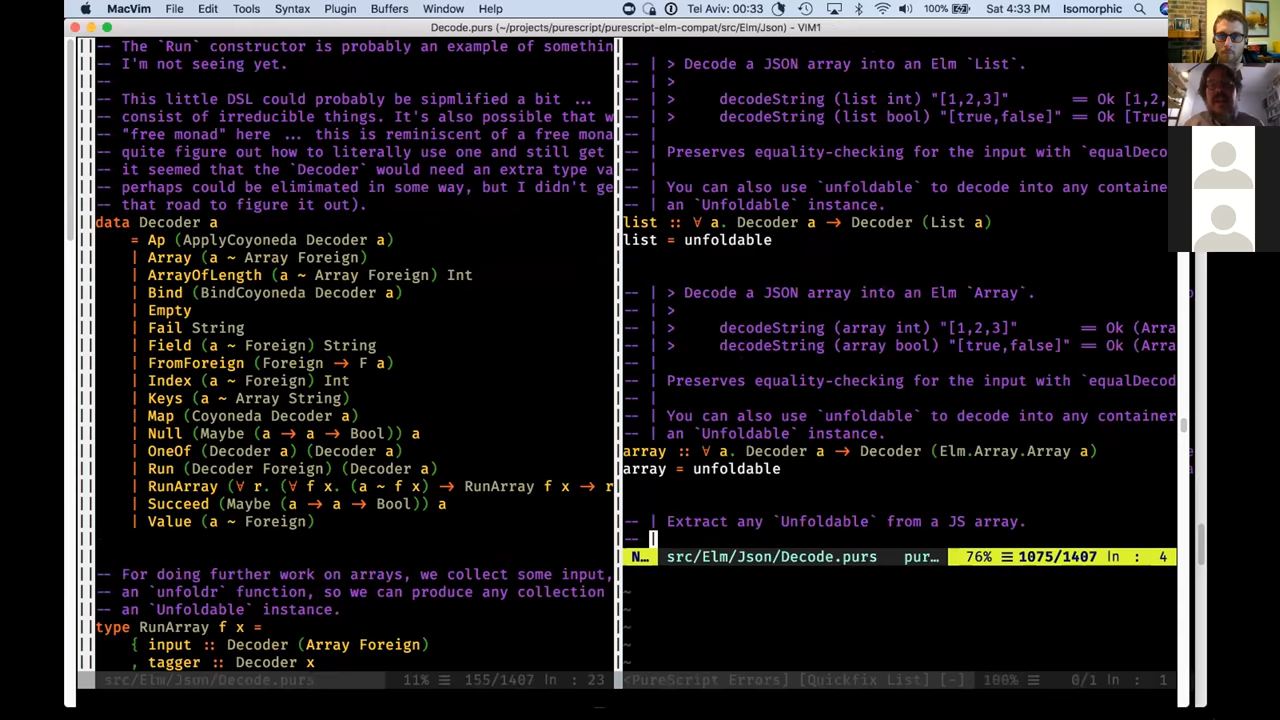 MacVim File Edit Tools Syntax Plugin Buffers Window Help Tel Aviv: 00:33 100% Sat 4:33 PM Isomorphic
Decode.purs (~/projects/purescript/purescript-elm-compat/src/Elm/Json) - VIM1
-- The `Run` constructor is probably an example of somethin
-- I'm not seeing yet.
--
-- This little DSL could probably be sipmlified a bit ...
-- consist of irreducible things. It's also possible that w
-- "free monad" here ... this is reminiscent of a free mona
-- quite figure out how to literally use one and still get
-- it seemed that the `Decoder` would need an extra type va
-- perhaps could be elimimated in some way, but I didn't ge
-- that road to figure it out).
data Decoder a
= Ap (ApplyCoyoneda Decoder a)
| Array (a ~ Array Foreign)
| ArrayOfLength (a ~ Array Foreign) Int
| Bind (BindCoyoneda Decoder a)
| Empty
| Fail String
| Field (a ~ Foreign) String
| FromForeign (Foreign → F a)
| Index (a ~ Foreign) Int
| Keys (a ~ Array String)
| Map (Coyoneda Decoder a)
| Null (Maybe (a → a → Bool)) a
| OneOf (Decoder a) (Decoder a)
| Run (Decoder Foreign) (Decoder a)
| RunArray (∀ r. (∀ f x. (a ~ f x) → RunArray f x → r
| Succeed (Maybe (a → a → Bool)) a
| Value (a ~ Foreign)
-- For doing further work on arrays, we collect some input,
-- an `unfoldr` function, so we can produce any collection
-- an `Unfoldable` instance.
type RunArray f x =
{ input :: Decoder (Array Foreign)
, tagger :: Decoder x
src/Elm/Json/Decode.purs 11% ☰ 155/1407 ln : 23
-- | > Decode a JSON array into an Elm `List`.
-- | >
-- | > decodeString (list int) "[1,2,3]" == Ok [1,2,
-- | > decodeString (list bool) "[true,false]" == Ok [True
-- |
-- | Preserves equality-checking for the input with `equalDeco
-- |
-- | You can also use `unfoldable` to decode into any containe
-- | an `Unfoldable` instance.
list :: ∀ a. Decoder a → Decoder (List a)
list = unfoldable
-- | > Decode a JSON array into an Elm `Array`.
-- | >
-- | > decodeString (array int) "[1,2,3]" == Ok (Arra
-- | > decodeString (array bool) "[true,false]" == Ok (Arra
-- |
-- | Preserves equality-checking for the input with `equalDecod
-- |
-- | You can also use `unfoldable` to decode into any container
-- | an `Unfoldable` instance.
array :: ∀ a. Decoder a → Decoder (Elm.Array.Array a)
array = unfoldable
-- | Extract any `Unfoldable` from a JS array.
-- |
N… src/Elm/Json/Decode.purs pur… 76% ☰ 1075/1407 ln : 4
~
~
~
~
~
<PureScript Errors> [Quickfix List] [-] 100% ☰ 0/1 ln : 1